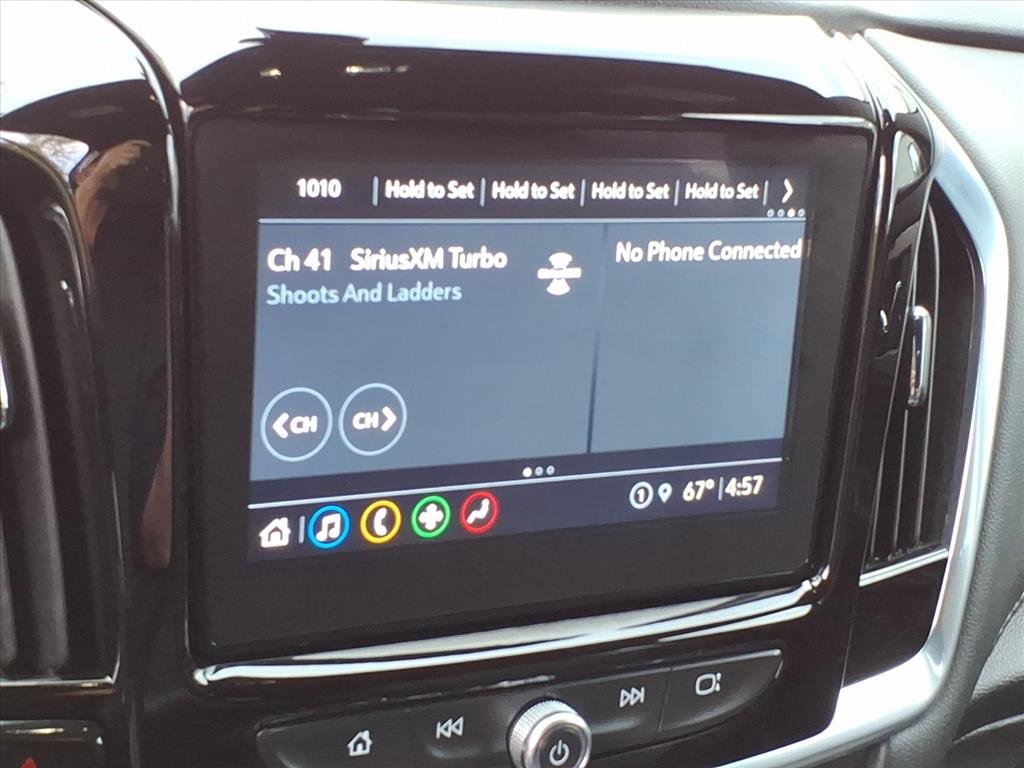 1010 | Hold to Set | Hold to Set | Hold to Set | Hold to Set |
Ch 41 SiriusXM Turbo
No Phone Connected
Shoots And Ladders
CH CH
1 67° | 4:57